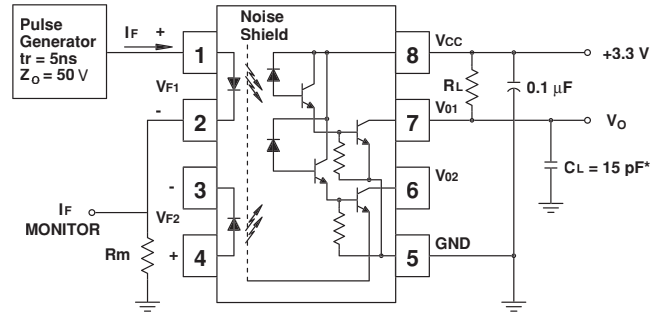 Pulse
Generator
tr = 5ns
ZO = 50 V
IF +
Noise
Shield
1
8
VCC
+3.3 V
VF1
RL
0.1 μF
-
2
7
V01
VO
3
6
V02
CL = 15 pF*
-
IF
MONITOR
VF2
Rm
+
4
5
GND